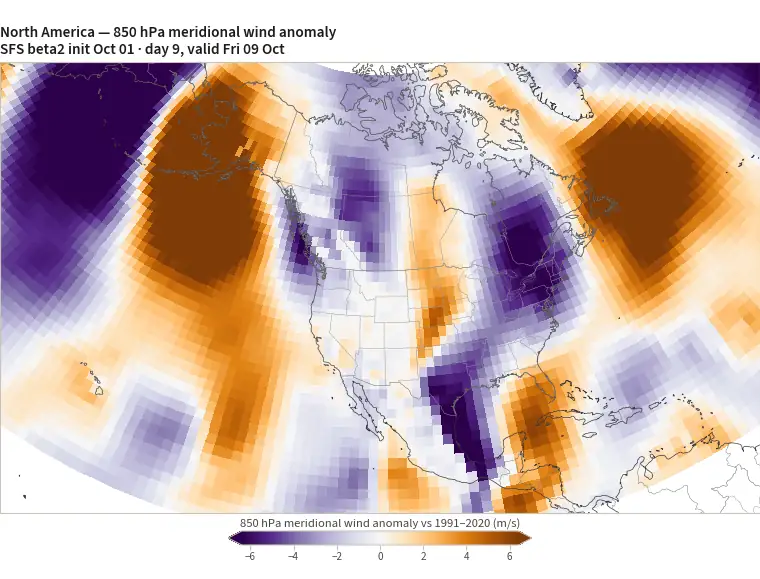 North America — 850 hPa meridional wind anomaly
SFS beta2 init Oct 01 · day 9, valid Fri 09 Oct
850 hPa meridional wind anomaly vs 1991–2020 (m/s)
−6 −4 −2 0 2 4 6